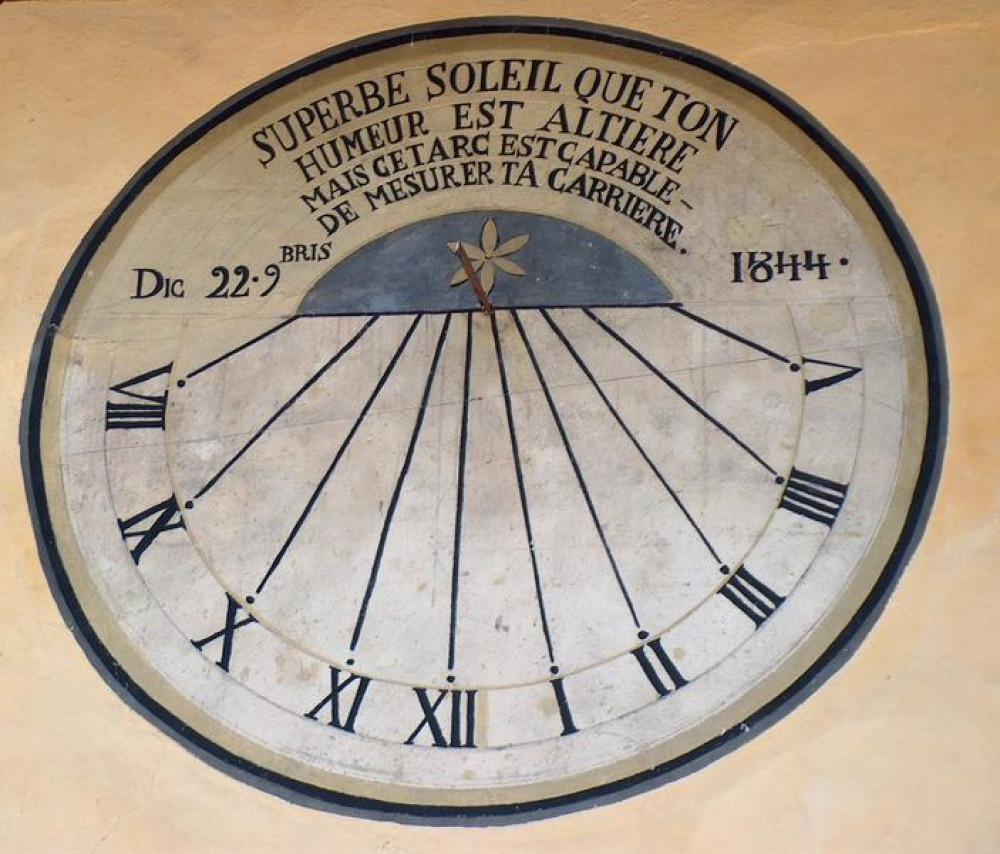 SUPERBE SOLEIL QUE TON
HUMEUR EST ALTIERE
MAIS CET ARC EST CAPABLE-
DE MESURER TA CARRIERE.
DIC 22·9BRIS 1844·
VIII
IX
X
XI
XII
I
II
III
IIII
V